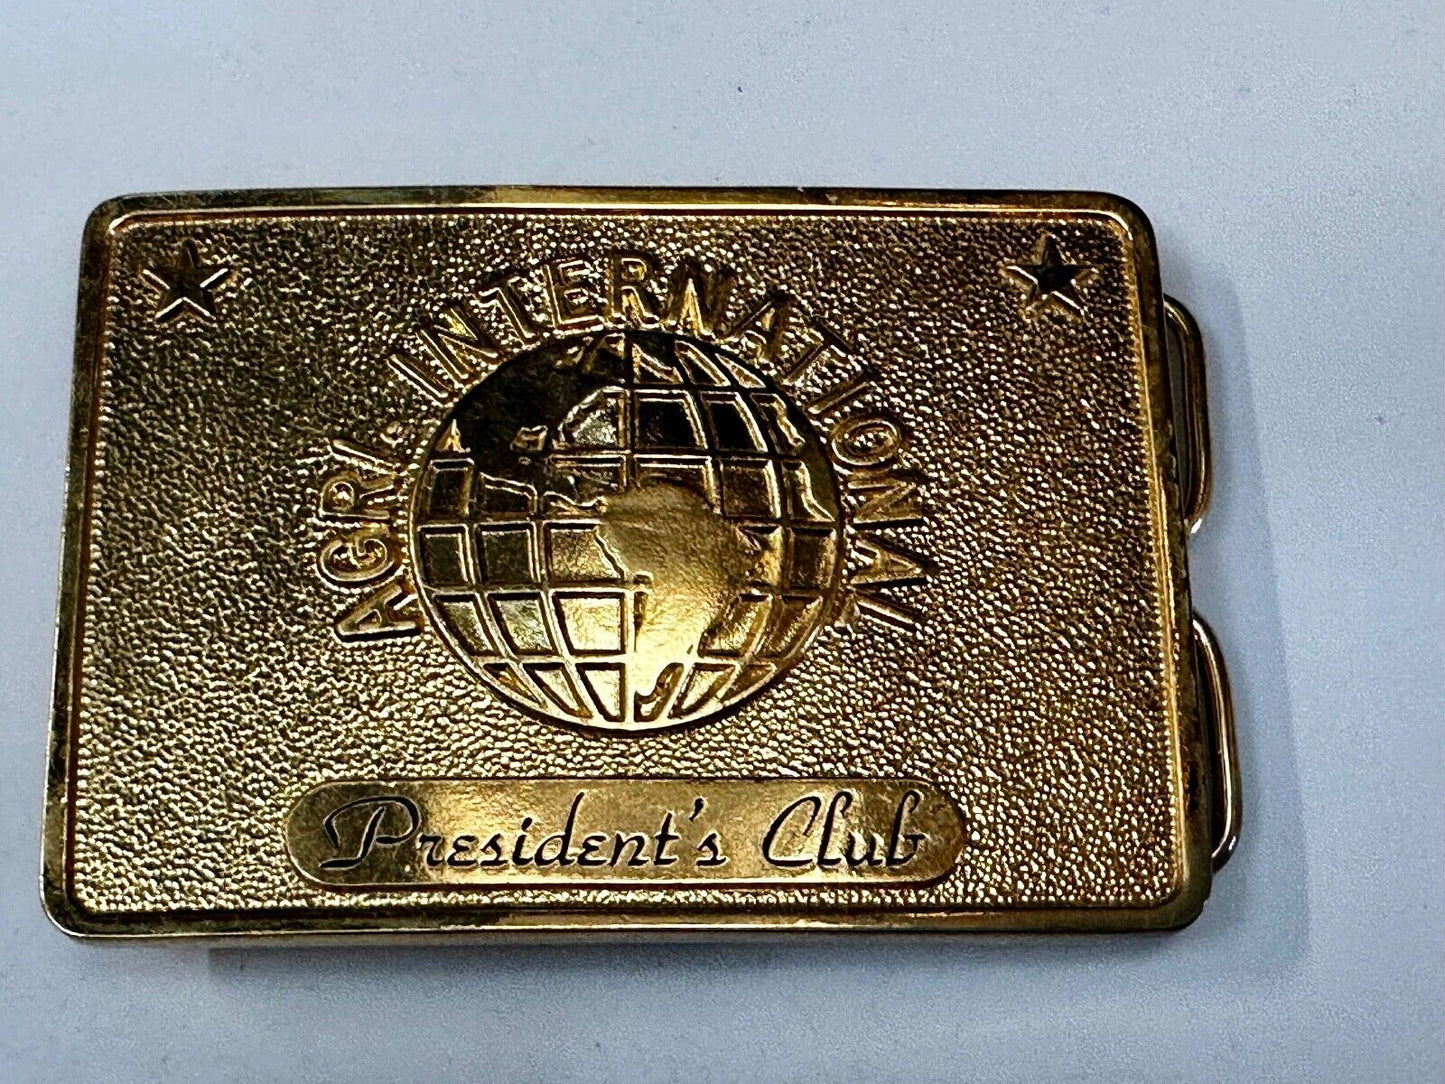 AGRI. INTERNATIONAL
President's Club